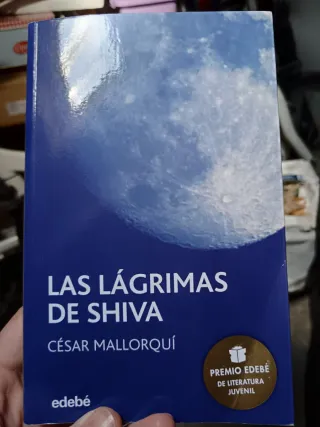 LAS LÁGRIMAS
DE SHIVA
CÉSAR MALLORQUÍ
PREMIO EDEBÉ
DE LITERATURA
JUVENIL
edebé